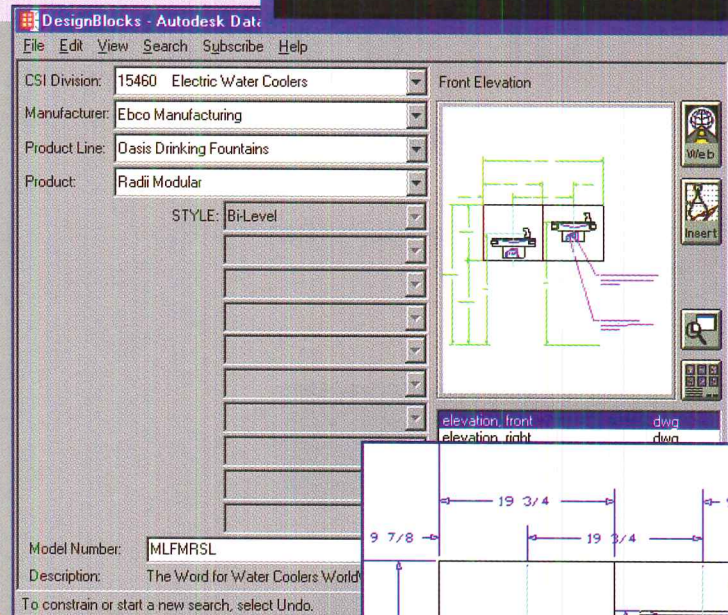 DesignBlocks - Autodesk Data
File Edit View Search Subscribe Help
CSI Division: 15460 Electric Water Coolers
Manufacturer: Ebco Manufacturing
Product Line: Oasis Drinking Fountains
Product: Radii Modular
STYLE: Bi-Level
Front Elevation
Web
Insert
elevation, front dwg
elevation, right dwg
19 3/4
9 7/8
19 3/4
9
Model Number: MLFMRSL
Description: The Word for Water Coolers World
To constrain or start a new search, select Undo.